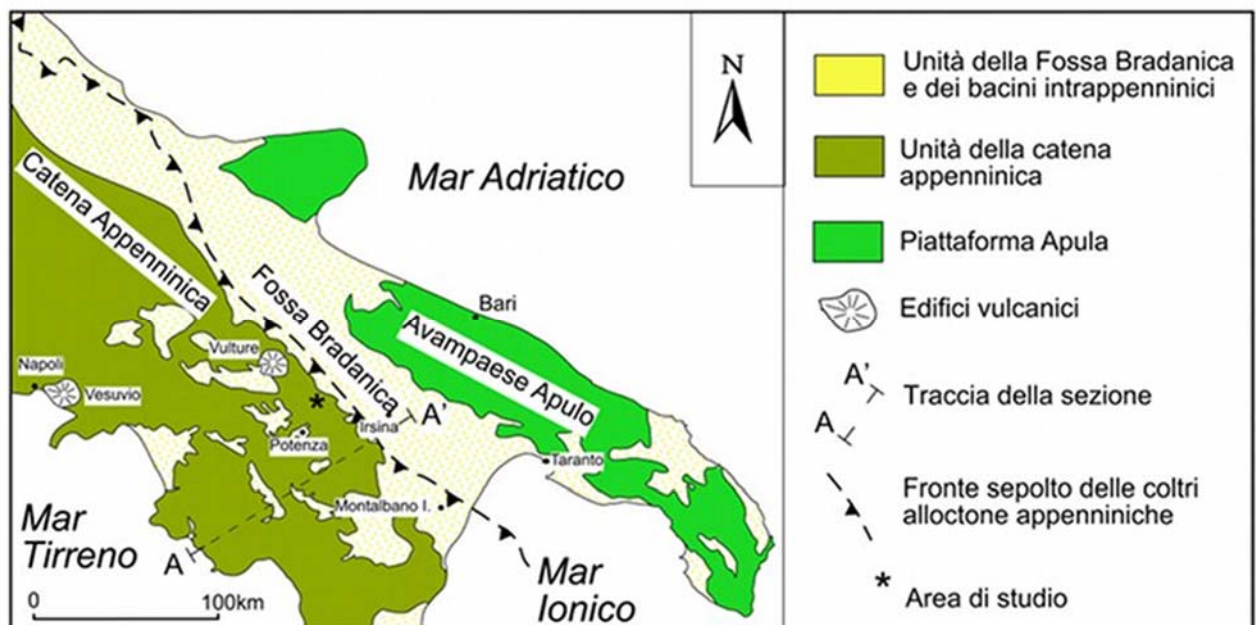 N
Mar Adriatico
Catena Appenninica
Fossa Bradanica
Bari
Avampaese Apulo
Vulture
Napoli
Vesuvio
A'
Irsina
Potenza
Taranto
Montalbano I.
Mar
Tirreno
A
Mar
Ionico
0
100km
Unità della Fossa Bradanica
e dei bacini intrappenninici
Unità della catena
appenninica
Piattaforma Apula
Edifici vulcanici
A'
A
Traccia della sezione
Fronte sepolto delle coltri
alloctone appenniniche
* Area di studio